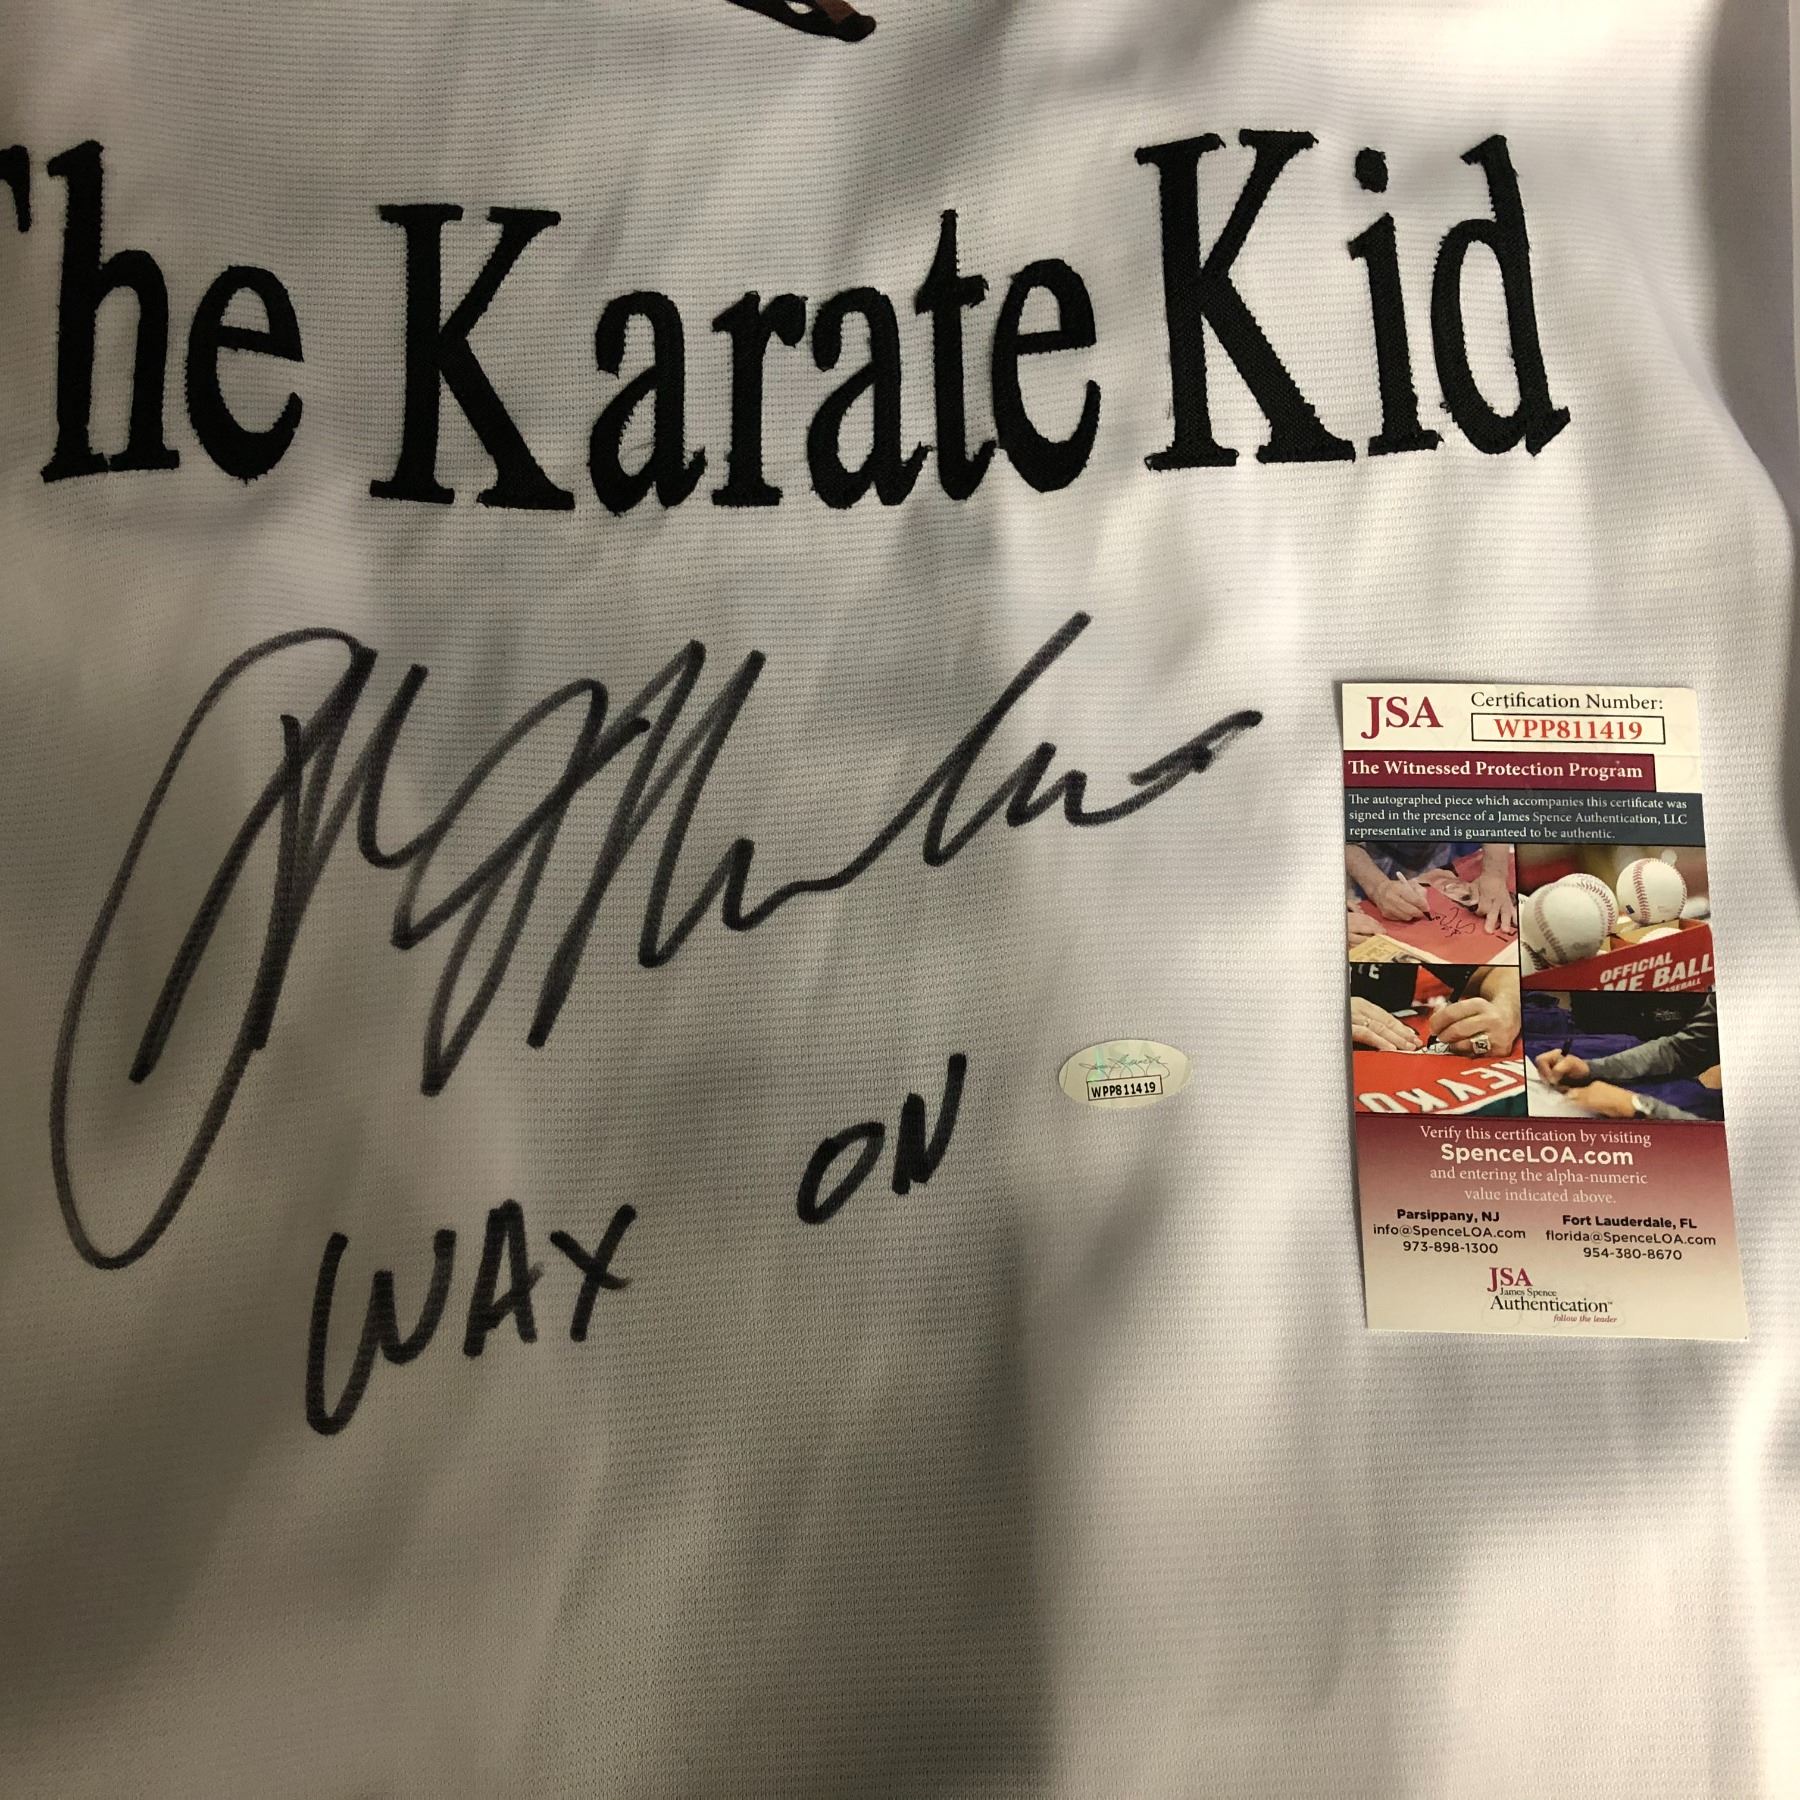 The Karate Kid
WAX ON
WPP811419
JSA
Certification Number:
WPP811419
The Witnessed Protection Program
The autographed piece which accompanies this certificate was
signed in the presence of a James Spence Authentication, LLC
representative and is guaranteed to be authentic.
OFFICIAL
ME BALL
BASEBALL
Verify this certification by visiting
SpenceLOA.com
and entering the alpha-numeric
value indicated above.
Parsippany, NJ
info@SpenceLOA.com
973-898-1300
Fort Lauderdale, FL
florida@SpenceLOA.com
954-380-8670
JSA
James Spence
Authentication
follow the leader